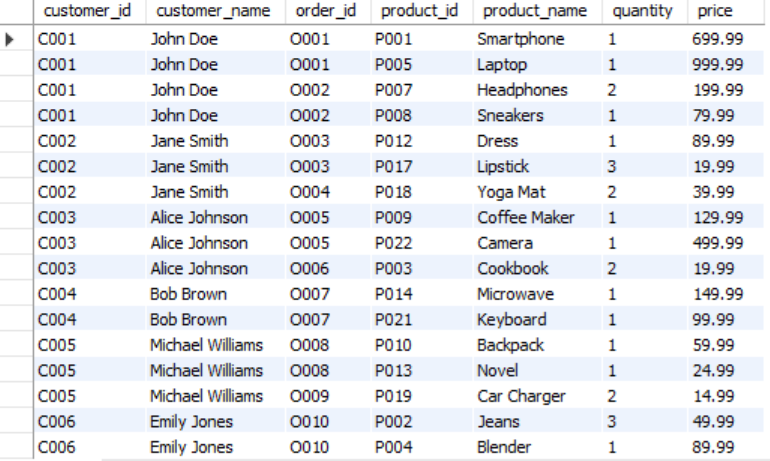 customer_id customer_name order_id product_id product_name quantity price
C001 John Doe O001 P001 Smartphone 1 699.99
C001 John Doe O001 P005 Laptop 1 999.99
C001 John Doe O002 P007 Headphones 2 199.99
C001 John Doe O002 P008 Sneakers 1 79.99
C002 Jane Smith O003 P012 Dress 1 89.99
C002 Jane Smith O003 P017 Lipstick 3 19.99
C002 Jane Smith O004 P018 Yoga Mat 2 39.99
C003 Alice Johnson O005 P009 Coffee Maker 1 129.99
C003 Alice Johnson O005 P022 Camera 1 499.99
C003 Alice Johnson O006 P003 Cookbook 2 19.99
C004 Bob Brown O007 P014 Microwave 1 149.99
C004 Bob Brown O007 P021 Keyboard 1 99.99
C005 Michael Williams O008 P010 Backpack 1 59.99
C005 Michael Williams O008 P013 Novel 1 24.99
C005 Michael Williams O009 P019 Car Charger 2 14.99
C006 Emily Jones O010 P002 Jeans 3 49.99
C006 Emily Jones O010 P004 Blender 1 89.99